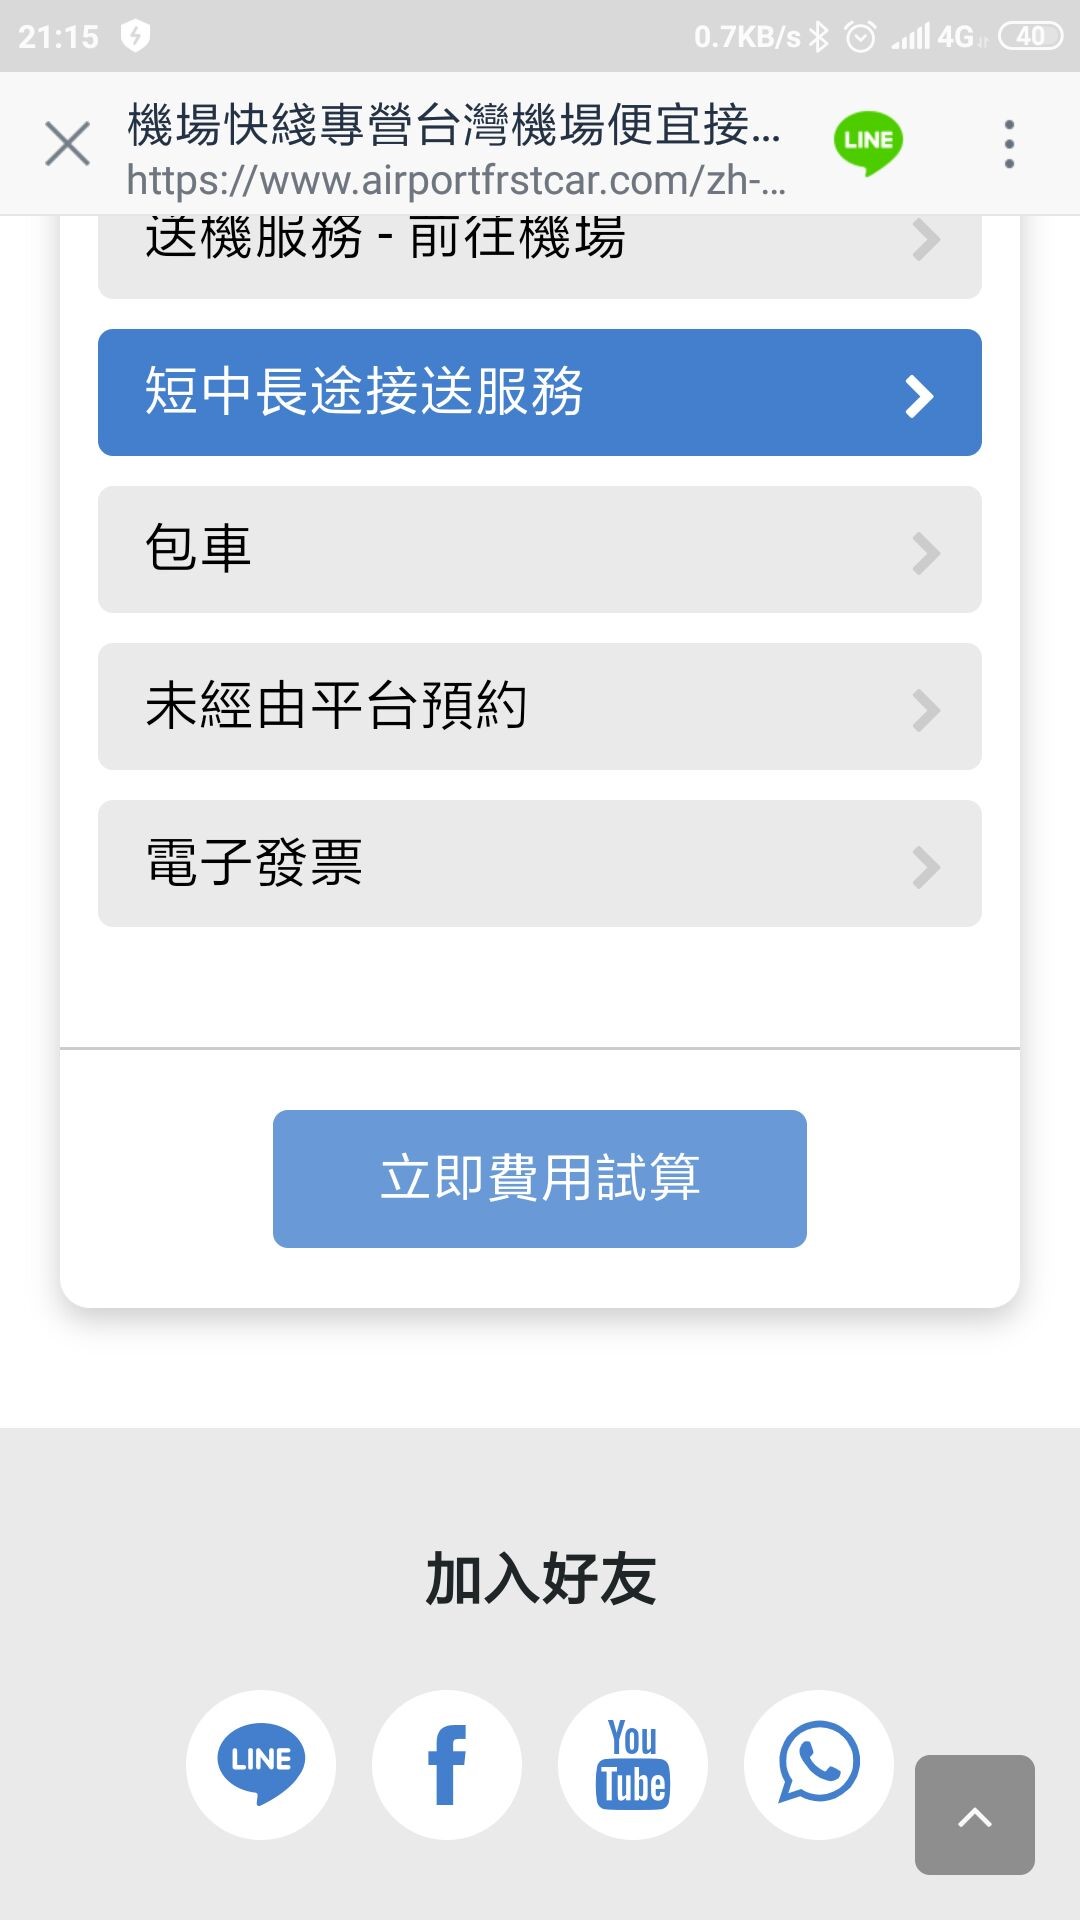 21:15
0.7KB/s 4G 40
機場快綫專營台灣機場便宜接...
https://www.airportfrstcar.com/zh-...
LINE
送機服務 - 前往機場
短中長途接送服務
包車
未經由平台預約
電子發票
立即費用試算
加入好友
LINE
f
You
Tube